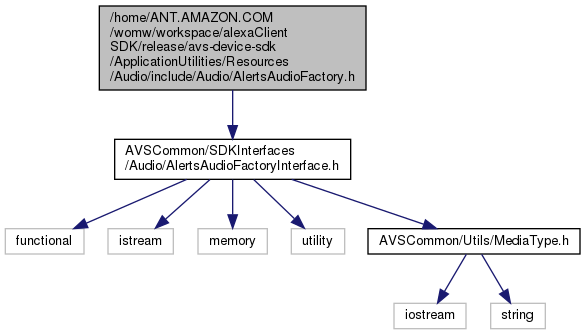 /home/ANT.AMAZON.COM
/womw/workspace/alexaClient
SDK/release/avs-device-sdk
/ApplicationUtilities/Resources
/Audio/include/Audio/AlertsAudioFactory.h
AVSCommon/SDKInterfaces
/Audio/AlertsAudioFactoryInterface.h
functional
istream
memory
utility
AVSCommon/Utils/MediaType.h
iostream
string